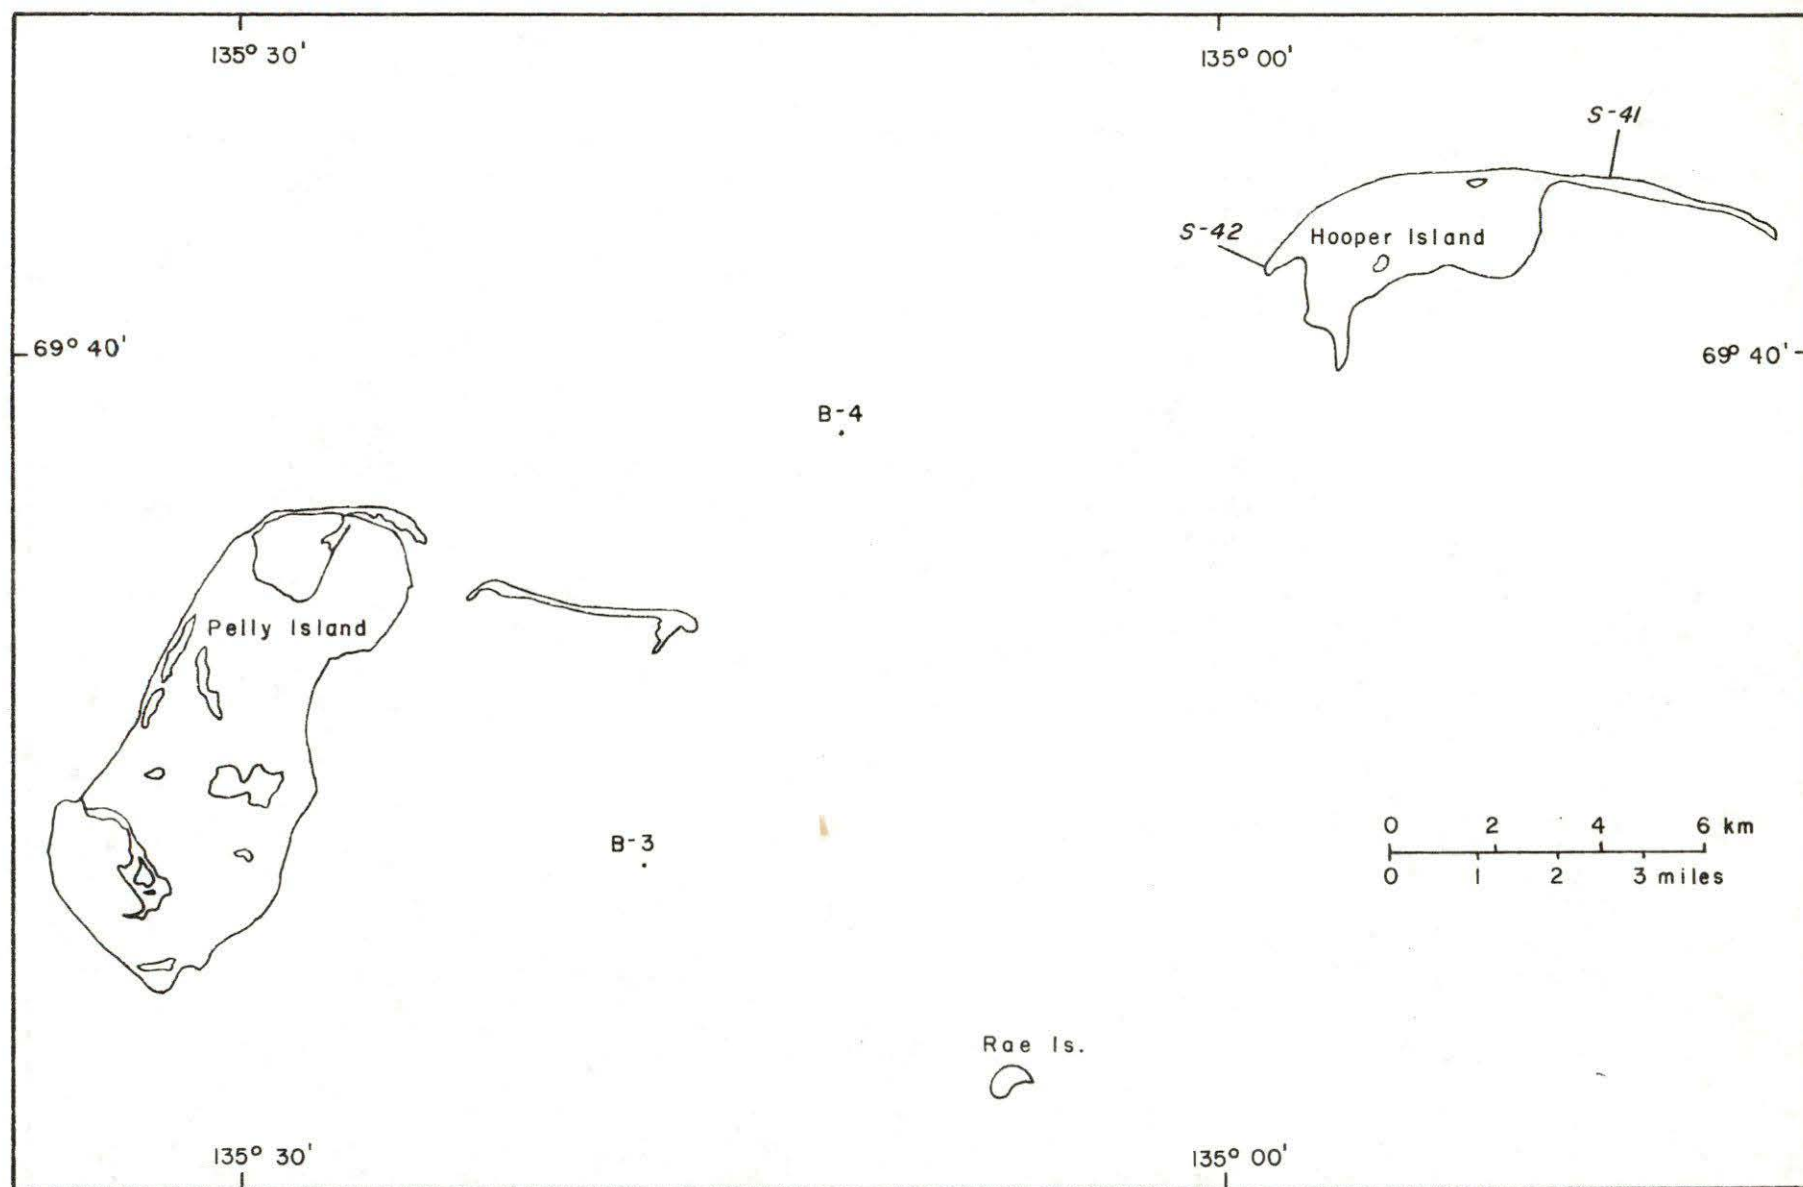 135° 30' 135° 00'
S-41
S-42
Hooper Island
69° 40' 69° 40'
B-4
Pelly Island
0 2 4 6 km
B-3
0 1 2 3 miles
Rae Is.
135° 30' 135° 00'